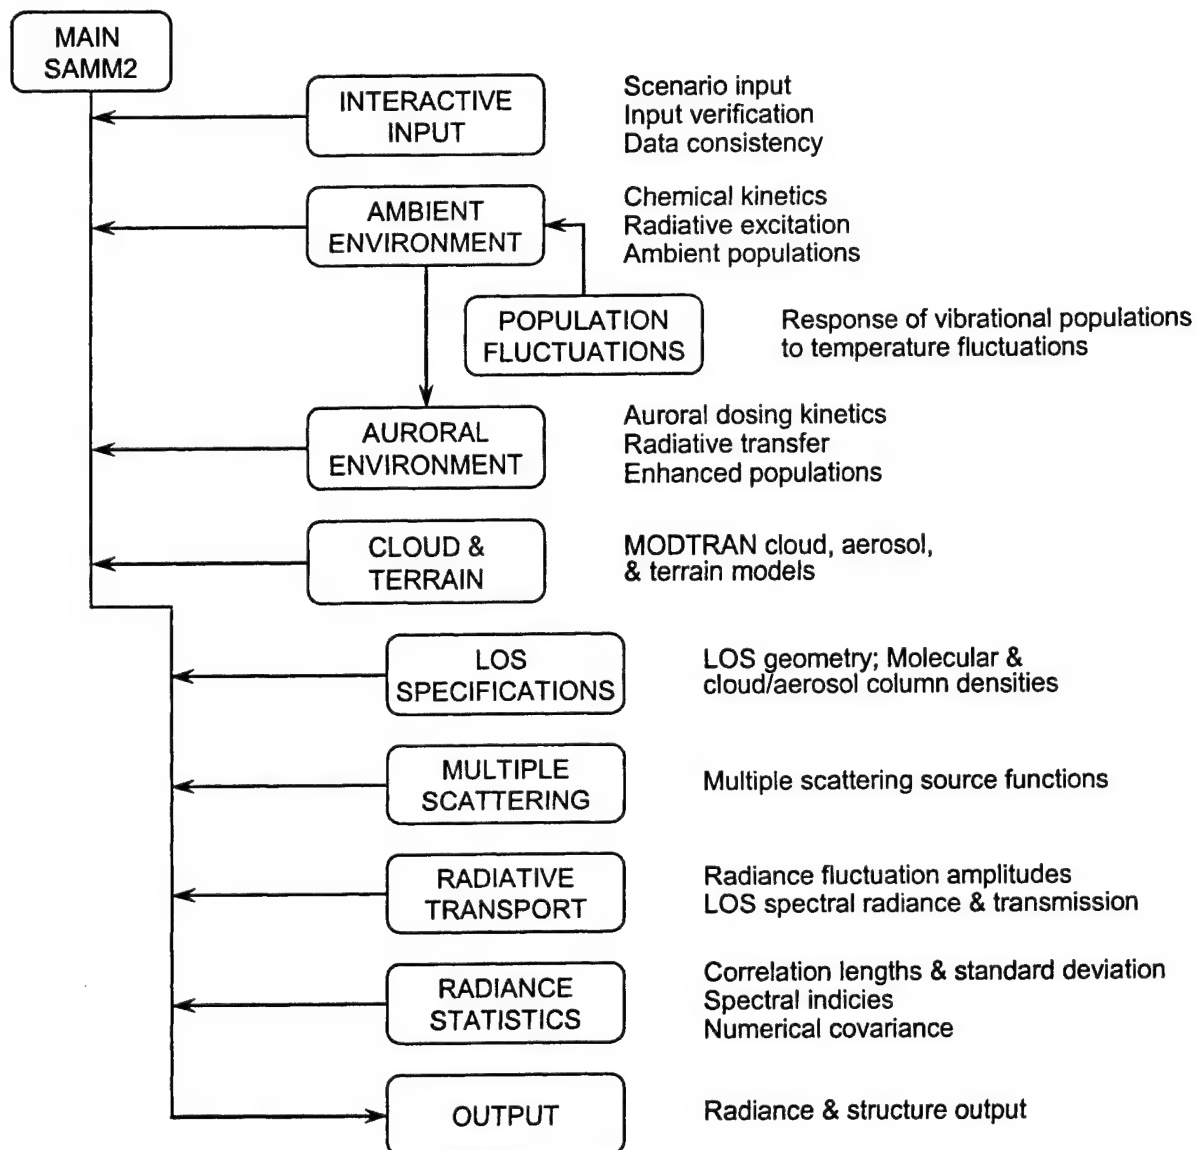 MAIN
SAMM2
INTERACTIVE
INPUT
Scenario input
Input verification
Data consistency
AMBIENT
ENVIRONMENT
Chemical kinetics
Radiative excitation
Ambient populations
POPULATION
FLUCTUATIONS
Response of vibrational populations
to temperature fluctuations
AURORAL
ENVIRONMENT
Auroral dosing kinetics
Radiative transfer
Enhanced populations
CLOUD &
TERRAIN
MODTRAN cloud, aerosol,
& terrain models
LOS
SPECIFICATIONS
LOS geometry; Molecular &
cloud/aerosol column densities
MULTIPLE
SCATTERING
Multiple scattering source functions
RADIATIVE
TRANSPORT
Radiance fluctuation amplitudes
LOS spectral radiance & transmission
RADIANCE
STATISTICS
Correlation lengths & standard deviation
Spectral indicies
Numerical covariance
OUTPUT
Radiance & structure output